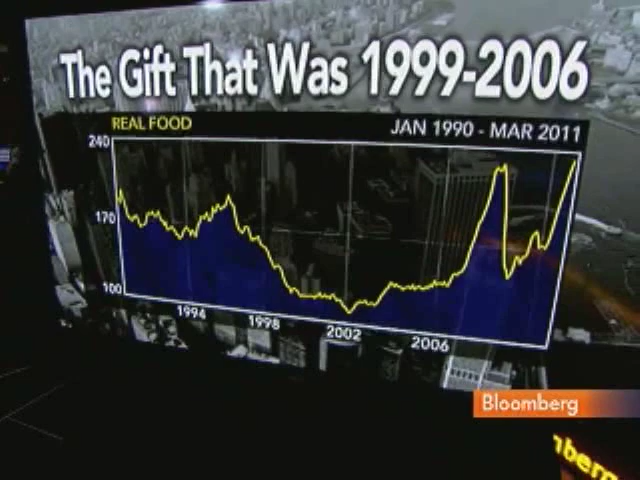 The Gift That Was 1999-2006
REAL FOOD
JAN 1990 - MAR 2011
240
170
100
1994
1998
2002
2006
Bloomberg